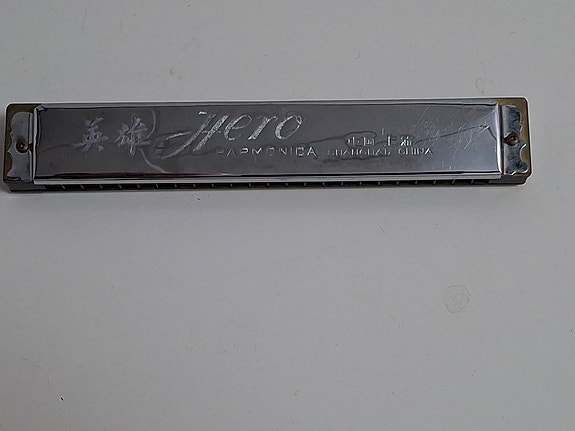 英雄 Hero 中国 上海
HARMONICA SHANGHAI CHINA